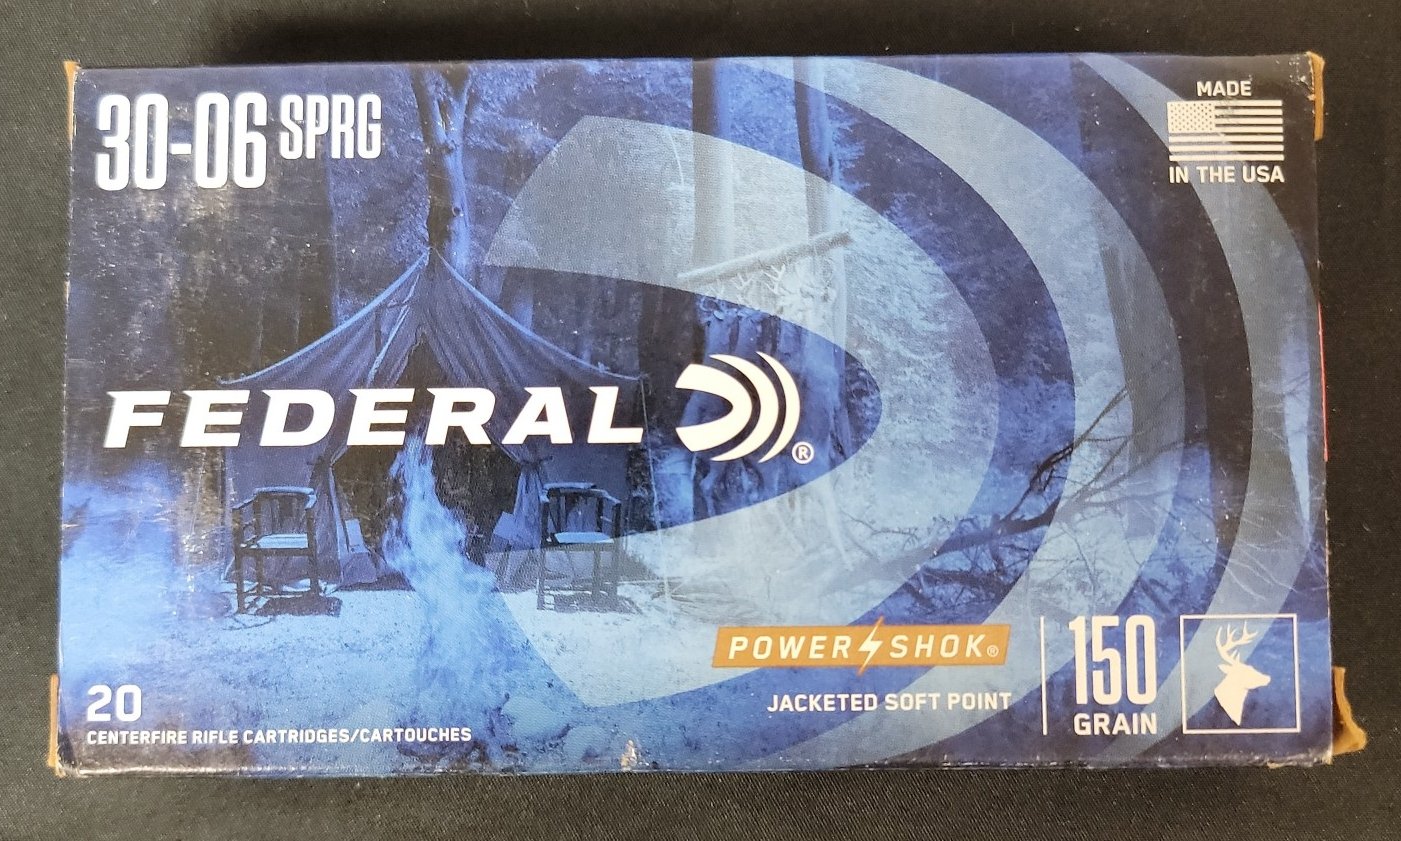 30-06 SPRG
MADE
IN THE USA
FEDERAL ®
POWER SHOK®
JACKETED SOFT POINT
150
GRAIN
20
CENTERFIRE RIFLE CARTRIDGES/CARTOUCHES